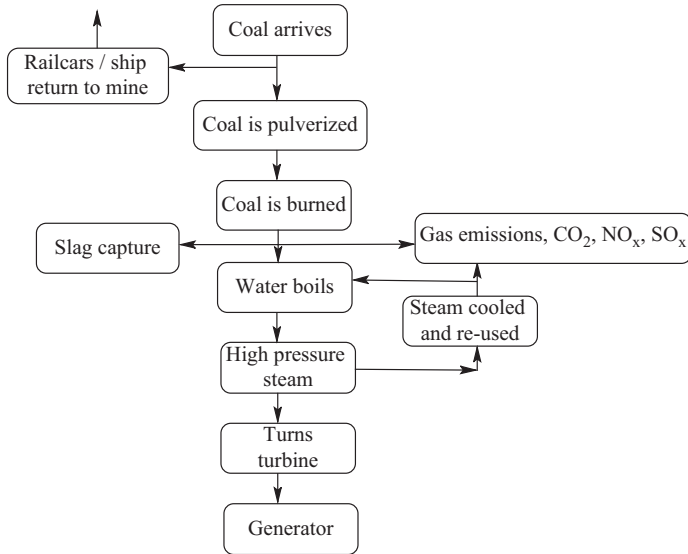 Coal arrives
Railcars / ship
return to mine
Coal is pulverized
Coal is burned
Slag capture
Gas emissions, CO₂, NOₓ, SOₓ
Water boils
Steam cooled
and re-used
High pressure
steam
Turns
turbine
Generator